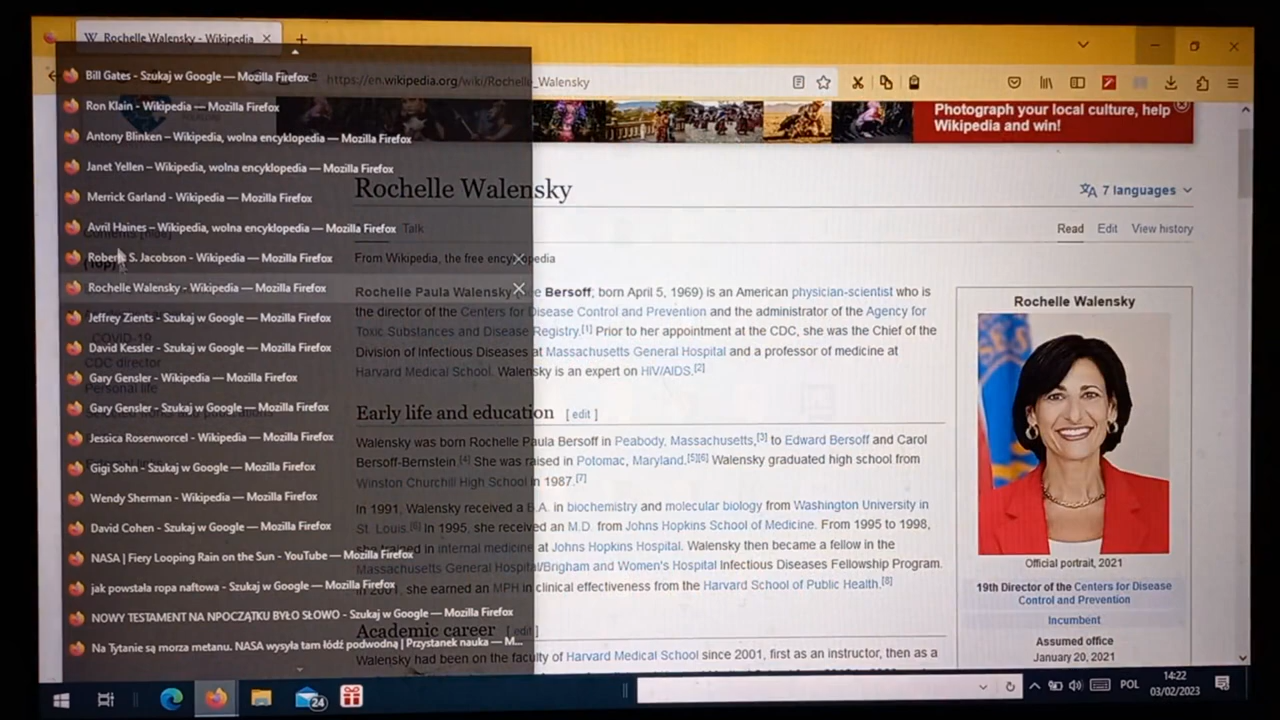 Rochelle Walensky - Wikipedia
https://en.wikipedia.org/wiki/Rochelle_Walensky
Bill Gates - Szukaj w Google — Mozilla Firefox
Ron Klain - Wikipedia — Mozilla Firefox
Antony Blinken – Wikipedia, wolna encyklopedia — Mozilla Firefox
Janet Yellen – Wikipedia, wolna encyklopedia — Mozilla Firefox
Merrick Garland - Wikipedia — Mozilla Firefox
Avril Haines – Wikipedia, wolna encyklopedia — Mozilla Firefox
Roberta S. Jacobson - Wikipedia — Mozilla Firefox
Rochelle Walensky - Wikipedia — Mozilla Firefox
Jeffrey Zients - Szukaj w Google — Mozilla Firefox
David Kessler - Szukaj w Google — Mozilla Firefox
Gary Gensler - Wikipedia — Mozilla Firefox
Gary Gensler - Szukaj w Google — Mozilla Firefox
Jessica Rosenworcel - Wikipedia — Mozilla Firefox
Gigi Sohn - Szukaj w Google — Mozilla Firefox
Wendy Sherman - Wikipedia — Mozilla Firefox
David Cohen - Szukaj w Google — Mozilla Firefox
NASA | Fiery Looping Rain on the Sun - YouTube — Mozilla Firefox
jak powstała ropa naftowa - Szukaj w Google — Mozilla Firefox
NOWY TESTAMENT NA NPOCZĄTKU BYŁO SŁOWO - Szukaj w Google — Mozilla Firefox
Na Tytanie są morza metanu. NASA wysyła tam łódź podwodną | Przystanek nauka — M...
(Top)
COVID-19
CDC director
Personal life
Photograph your local culture, help
Wikipedia and win!
Rochelle Walensky
7 languages
Talk
Read Edit View history
From Wikipedia, the free encyclopedia
Rochelle Paula Walensky Bersoff; born April 5, 1969) is an American physician-scientist who is
the director of the Centers for Disease Control and Prevention and the administrator of the Agency for
Toxic Substances and Disease Registry.[1] Prior to her appointment at the CDC, she was the Chief of the
Division of Infectious Diseases at Massachusetts General Hospital and a professor of medicine at
Harvard Medical School. Walensky is an expert on HIV/AIDS.[2]
Early life and education [ edit ]
Walensky was born Rochelle Paula Bersoff in Peabody, Massachusetts,[3] to Edward Bersoff and Carol
Bersoff-Bernstein.[4] She was raised in Potomac, Maryland.[5][6] Walensky graduated high school from
Winston Churchill High School in 1987.[7]
In 1991, Walensky received a B.A. in biochemistry and molecular biology from Washington University in
St. Louis.[6] In 1995, she received an M.D. from Johns Hopkins School of Medicine. From 1995 to 1998,
she trained in internal medicine at Johns Hopkins Hospital. Walensky then became a fellow in the
Massachusetts General Hospital/Brigham and Women's Hospital Infectious Diseases Fellowship Program.
In 2001, she earned an MPH in clinical effectiveness from the Harvard School of Public Health.[8]
Academic career [ edit ]
Walensky had been on the faculty of Harvard Medical School since 2001, first as an instructor, then as a
Rochelle Walensky
Official portrait, 2021
19th Director of the Centers for Disease
Control and Prevention
Incumbent
Assumed office
January 20, 2021
24
POL
14:22
03/02/2023